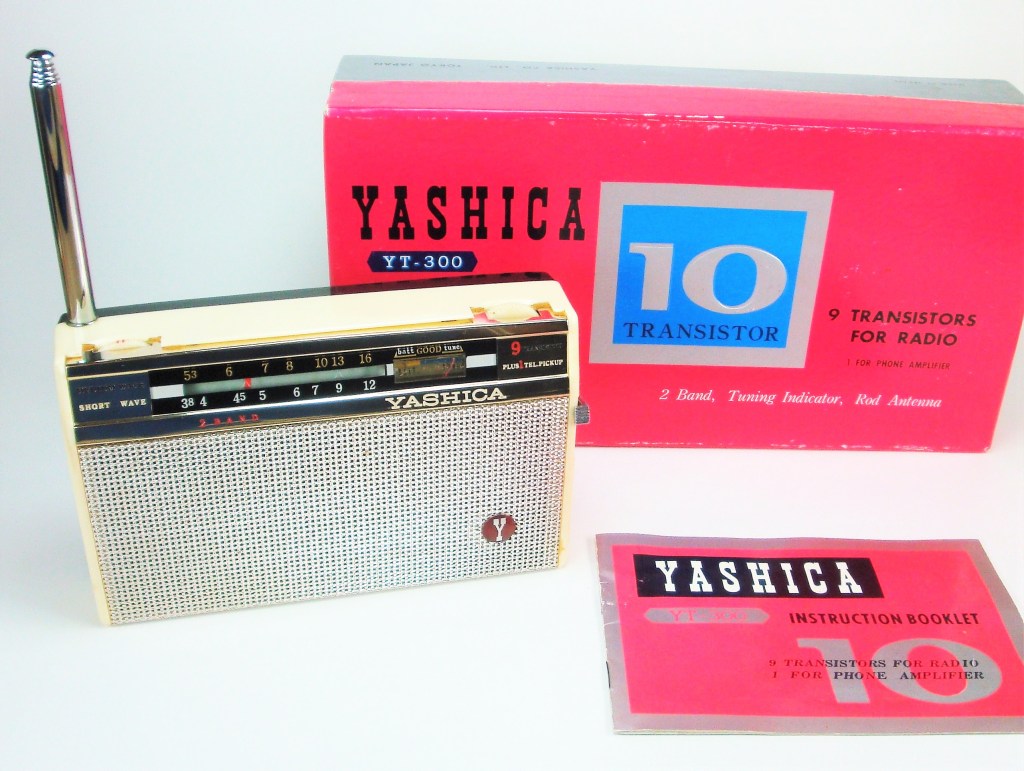 YASHICA
YT-300
10
TRANSISTOR
9 TRANSISTORS
FOR RADIO
1 FOR PHONE AMPLIFIER
2 Band, Tuning Indicator, Rod Antenna
53 6 7 8 10 13 16
batt GOOD tune
9
PLUS 1 TEL.PICKUP
SHORT WAVE
N
38 4 45 5 6 7 9 12
YASHICA
2 BAND
Y
YASHICA
YT-300
INSTRUCTION BOOKLET
10
9 TRANSISTORS FOR RADIO
1 FOR PHONE AMPLIFIER